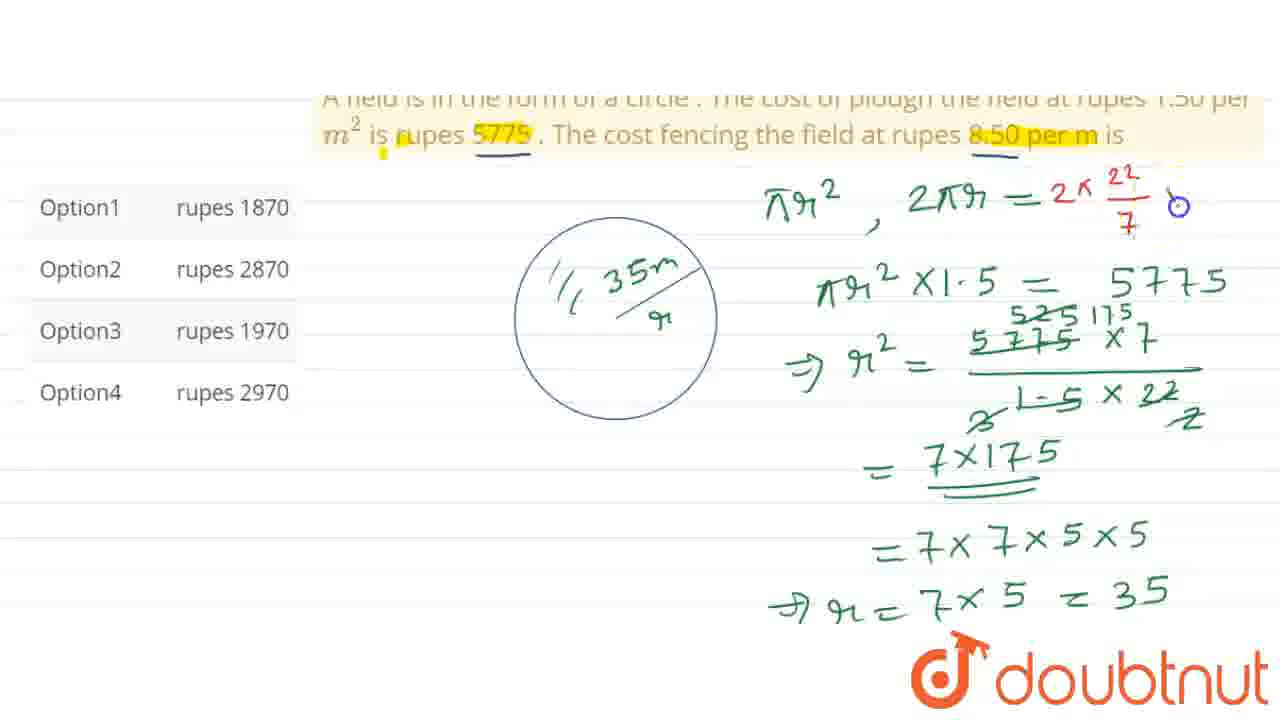 A field is in the form of a circle . The cost of plough the field at rupes 1.50 per
m² is rupes 5775 . The cost fencing the field at rupes 8.50 per m is
Option1 rupes 1870
Option2 rupes 2870
Option3 rupes 1970
Option4 rupes 2970
35m
r
πr² , 2πr = 2 × 22/7
πr² × 1.5 = 5775
525 175
⇒ r² = 5775 × 7
1.5 × 22
3 2
= 7×175
= 7 × 7 × 5 × 5
⇒ r = 7 × 5 = 35
doubtnut